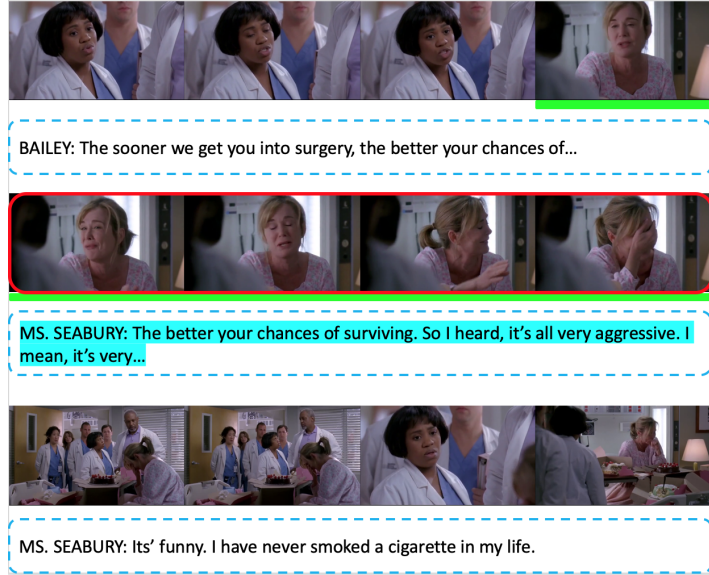 BAILEY: The sooner we get you into surgery, the better your chances of…
MS. SEABURY: The better your chances of surviving. So I heard, it’s all very aggressive. I
mean, it’s very…
MS. SEABURY: Its’ funny. I have never smoked a cigarette in my life.